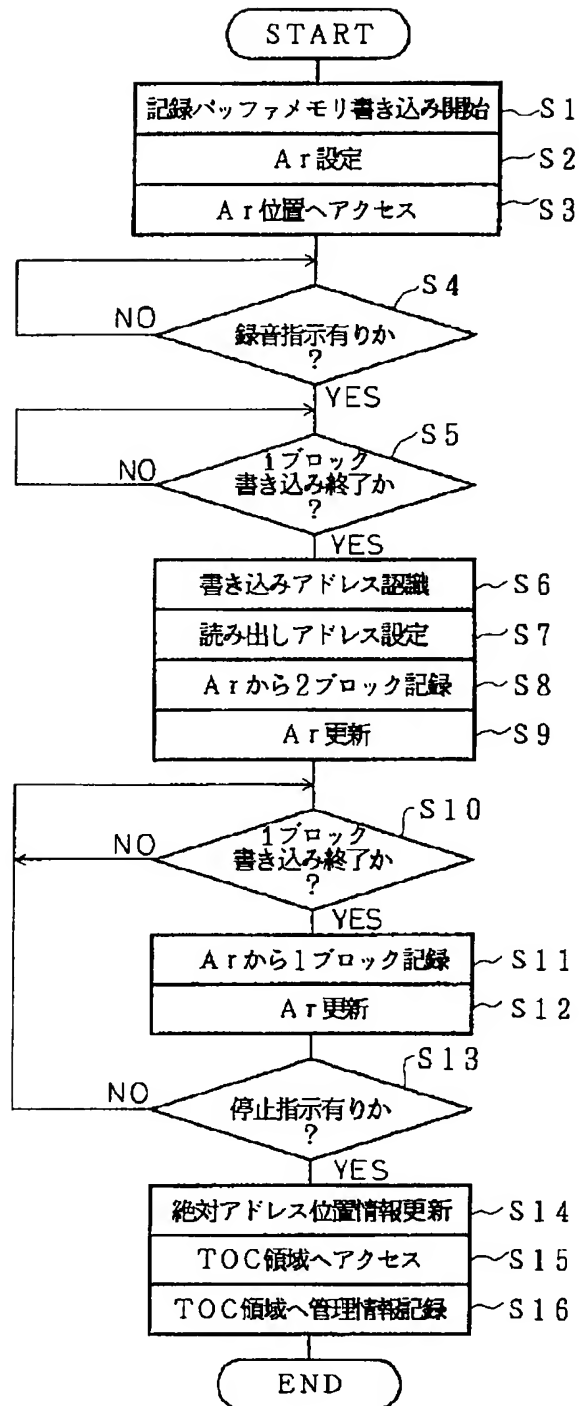 START
記録バッファメモリ書き込み開始 S1
Ar設定 S2
Ar位置へアクセス S3
S4
NO
録音指示有りか
?
YES
S5
1ブロック
NO
書き込み終了か
?
YES
書き込みアドレス認識 S6
読み出しアドレス設定 S7
Arから2ブロック記録 S8
Ar更新 S9
S10
1ブロック
NO
書き込み終了か
?
YES
Arから1ブロック記録 S11
Ar更新 S12
S13
NO
停止指示有りか
?
YES
絶対アドレス位置情報更新 S14
TOC領域へアクセス S15
TOC領域へ管理情報記録 S16
END